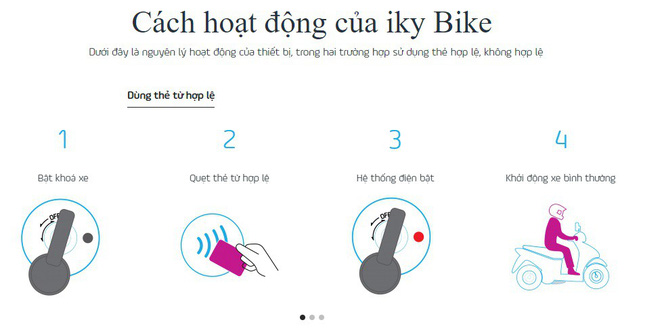 Cách hoạt động của iky Bike
Dưới đây là nguyên lý hoạt động của thiết bị, trong hai trường hợp sử dụng thẻ hợp lệ, không hợp lệ
Dùng thẻ từ hợp lệ
1
2
3
4
Bật khoá xe
Quẹt thẻ từ hợp lệ
Hệ thống điện bật
Khởi động xe bình thường
OFF
OFF